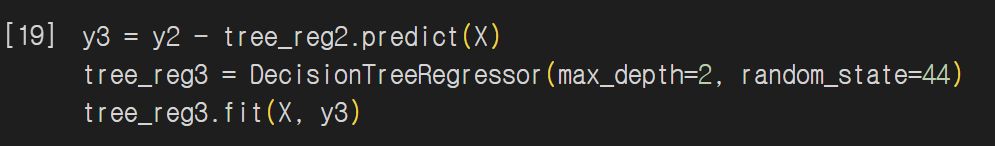 [19] y3 = y2 - tree_reg2.predict(X)
tree_reg3 = DecisionTreeRegressor(max_depth=2, random_state=44)
tree_reg3.fit(X, y3)